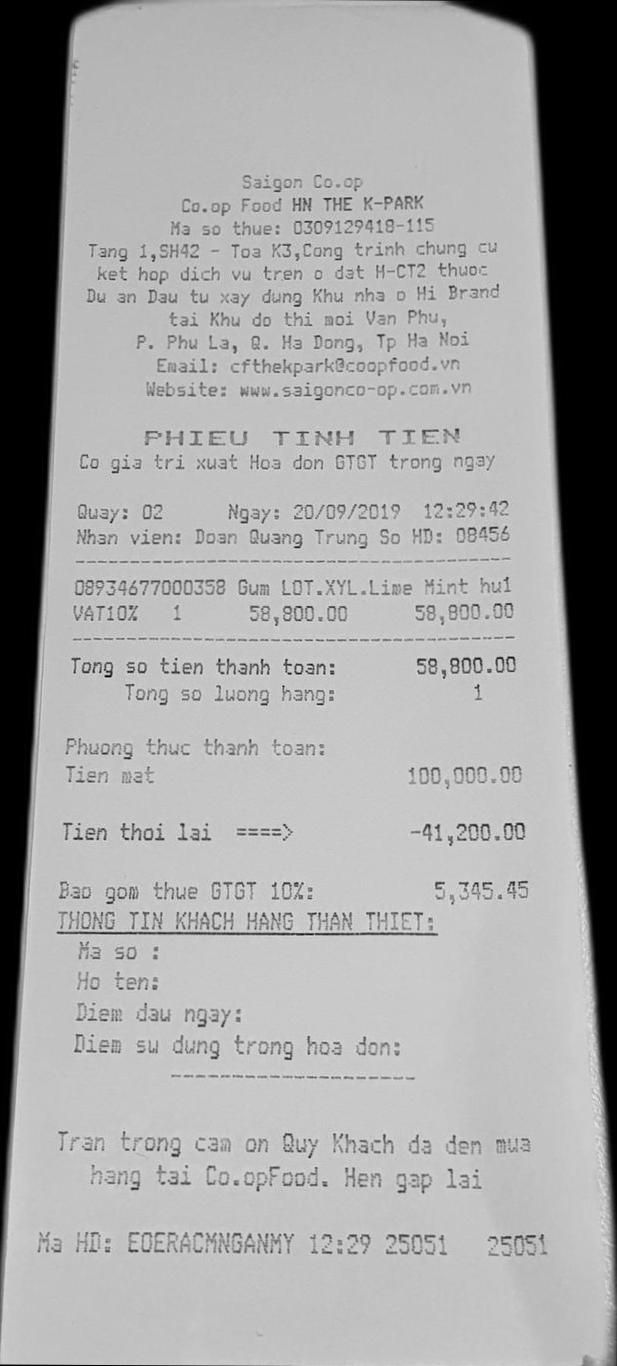 Saigon Co.op
Co.op Food HN THE K-PARK
Ma so thue: 0309129418-115
Tang 1,SH42 - Toa K3,Cong trinh chung cu
ket hop dich vu tren o dat H-CT2 thuoc
Du an Dau tu xay dung Khu nha o Hi Brand
tai Khu do thi moi Van Phu,
P. Phu La, Q. Ha Dong, Tp Ha Noi
Email: cfthekpark@coopfood.vn
Website: www.saigonco-op.com.vn
PHIEU TINH TIEN
Co gia tri xuat Hoa don GTGT trong ngay
Quay: 02 Ngay: 20/09/2019 12:29:42
Nhan vien: Doan Quang Trung So HD: 08456
08934677000358 Gum LOT.XYL.Lime Mint hu1
VAT10% 1 58,800.00 58,800.00
Tong so tien thanh toan: 58,800.00
Tong so luong hang: 1
Phuong thuc thanh toan:
Tien mat 100,000.00
Tien thoi lai ====> -41,200.00
Bao gom thue GTGT 10%: 5,345.45
THONG TIN KHACH HANG THAN THIET:
Ma so :
Ho ten:
Diem dau ngay:
Diem su dung trong hoa don:
Tran trong cam on Quy Khach da den mua
hang tai Co.opFood. Hen gap lai
Ma HD: EOERACMNGANMY 12:29 25051 25051